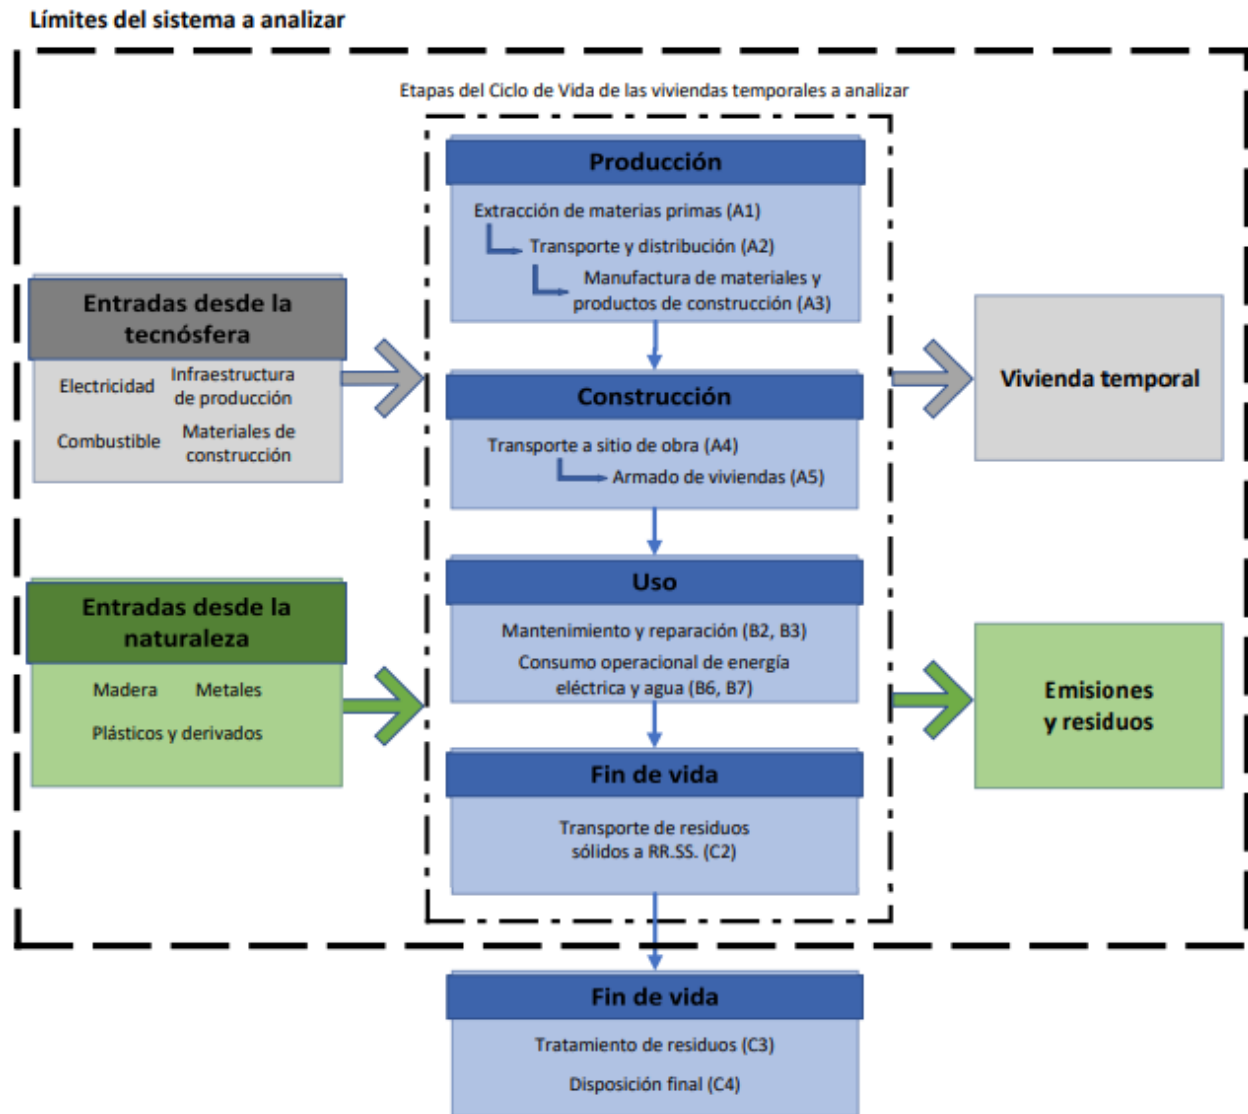 Límites del sistema a analizar
Etapas del Ciclo de Vida de las viviendas temporales a analizar
Producción
Extracción de materias primas (A1)
Transporte y distribución (A2)
Manufactura de materiales y
productos de construcción (A3)
Entradas desde la
tecnósfera
Electricidad
Infraestructura
de producción
Combustible
Materiales de
construcción
Construcción
Transporte a sitio de obra (A4)
Armado de viviendas (A5)
Vivienda temporal
Entradas desde la
naturaleza
Madera
Metales
Plásticos y derivados
Uso
Mantenimiento y reparación (B2, B3)
Consumo operacional de energía
eléctrica y agua (B6, B7)
Emisiones
y residuos
Fin de vida
Transporte de residuos
sólidos a RR.SS. (C2)
Fin de vida
Tratamiento de residuos (C3)
Disposición final (C4)